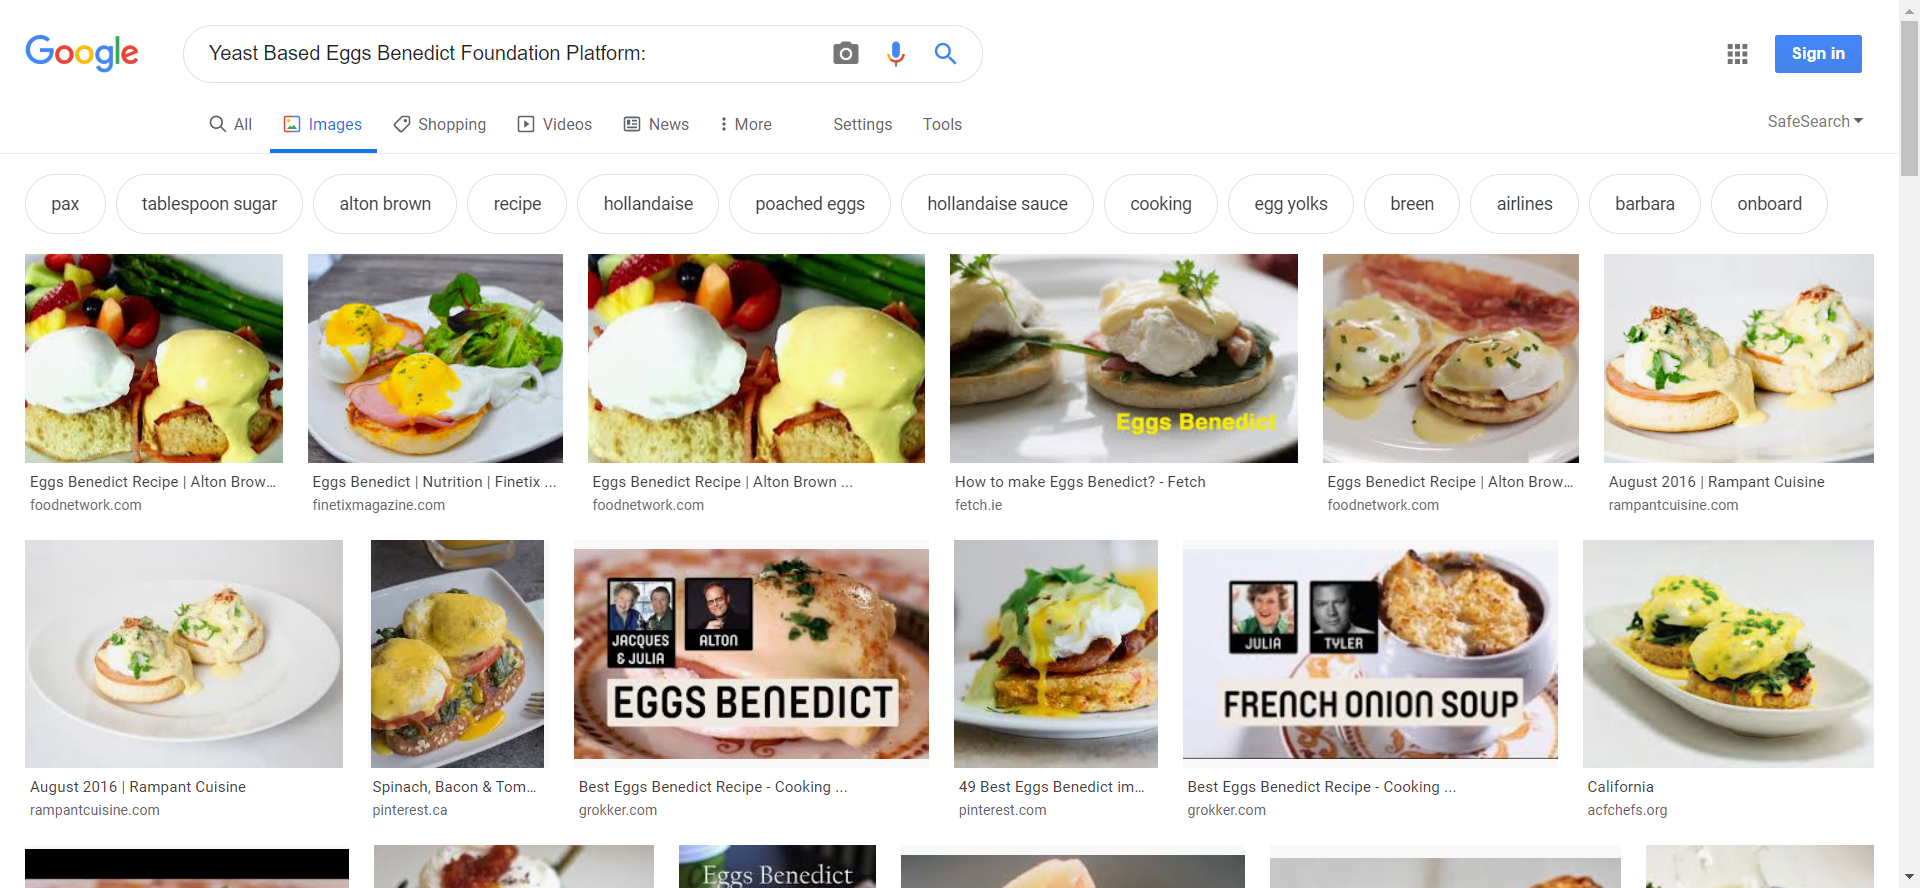 Google
Yeast Based Eggs Benedict Foundation Platform:
Sign in
All
Images
Shopping
Videos
News
More
Settings
Tools
SafeSearch
pax
tablespoon sugar
alton brown
recipe
hollandaise
poached eggs
hollandaise sauce
cooking
egg yolks
breen
airlines
barbara
onboard
Eggs Benedict
Eggs Benedict Recipe | Alton Brow...
foodnetwork.com
Eggs Benedict | Nutrition | Finetix ...
finetixmagazine.com
Eggs Benedict Recipe | Alton Brown ...
foodnetwork.com
How to make Eggs Benedict? - Fetch
fetch.ie
Eggs Benedict Recipe | Alton Brow...
foodnetwork.com
August 2016 | Rampant Cuisine
rampantcuisine.com
JACQUES
& JULIA
ALTON
EGGS BENEDICT
JULIA
TYLER
FRENCH ONION SOUP
August 2016 | Rampant Cuisine
rampantcuisine.com
Spinach, Bacon & Tom...
pinterest.ca
Best Eggs Benedict Recipe - Cooking ...
grokker.com
49 Best Eggs Benedict im...
pinterest.com
Best Eggs Benedict Recipe - Cooking ...
grokker.com
California
acfchefs.org
Eggs Benedict